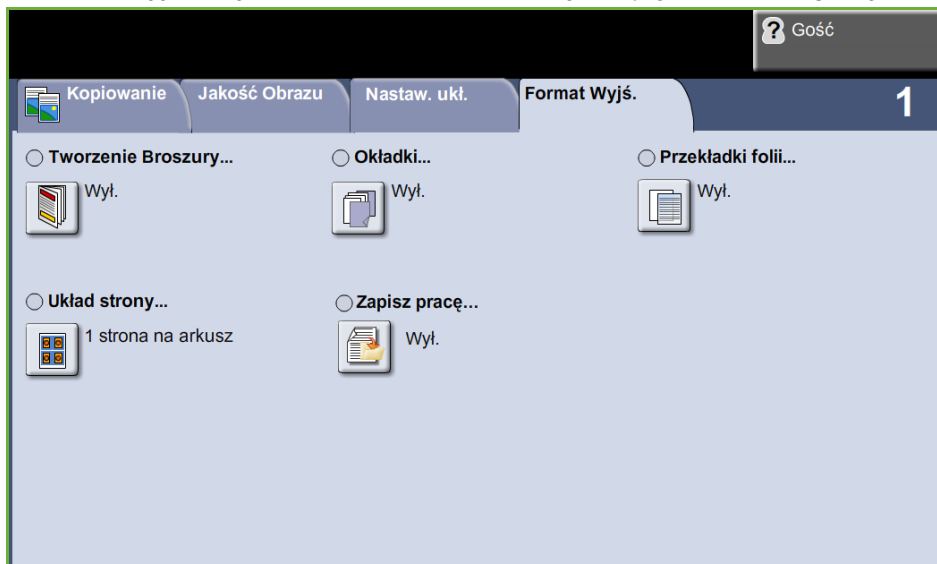 Gość
Kopiowanie
Jakość Obrazu
Nastaw. ukł.
Format Wyjś.
1
Tworzenie Broszury...
Wył.
Okładki...
Wył.
Przekładki folii...
Wył.
Układ strony...
1 strona na arkusz
Zapisz pracę...
Wył.